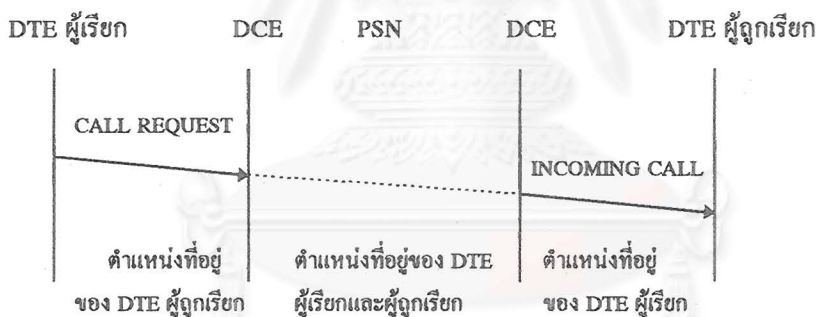 DTE ผู้เรียก DCE PSN DCE DTE ผู้ถูกเรียก
CALL REQUEST
INCOMING CALL
ตำแหน่งที่อยู่ ตำแหน่งที่อยู่ของ DTE ตำแหน่งที่อยู่
ของ DTE ผู้ถูกเรียก ผู้เรียกและผู้ถูกเรียก ของ DTE ผู้เรียก